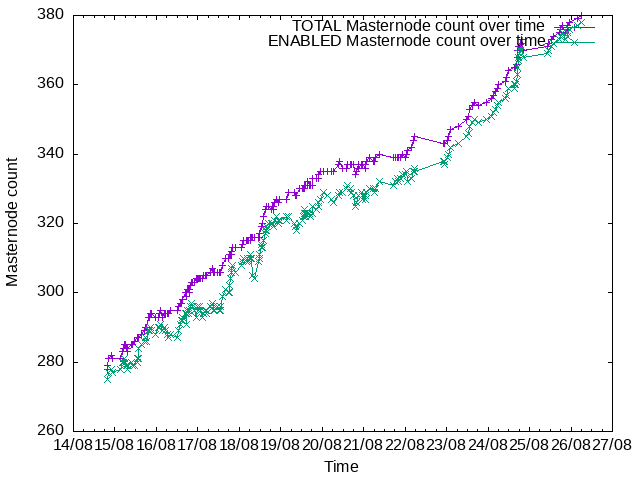 TOTAL Masternode count over time
ENABLED Masternode count over time
380
360
340
320
300
280
260
Masternode count
14/08 15/08 16/08 17/08 18/08 19/08 20/08 21/08 22/08 23/08 24/08 25/08 26/08 27/08
Time